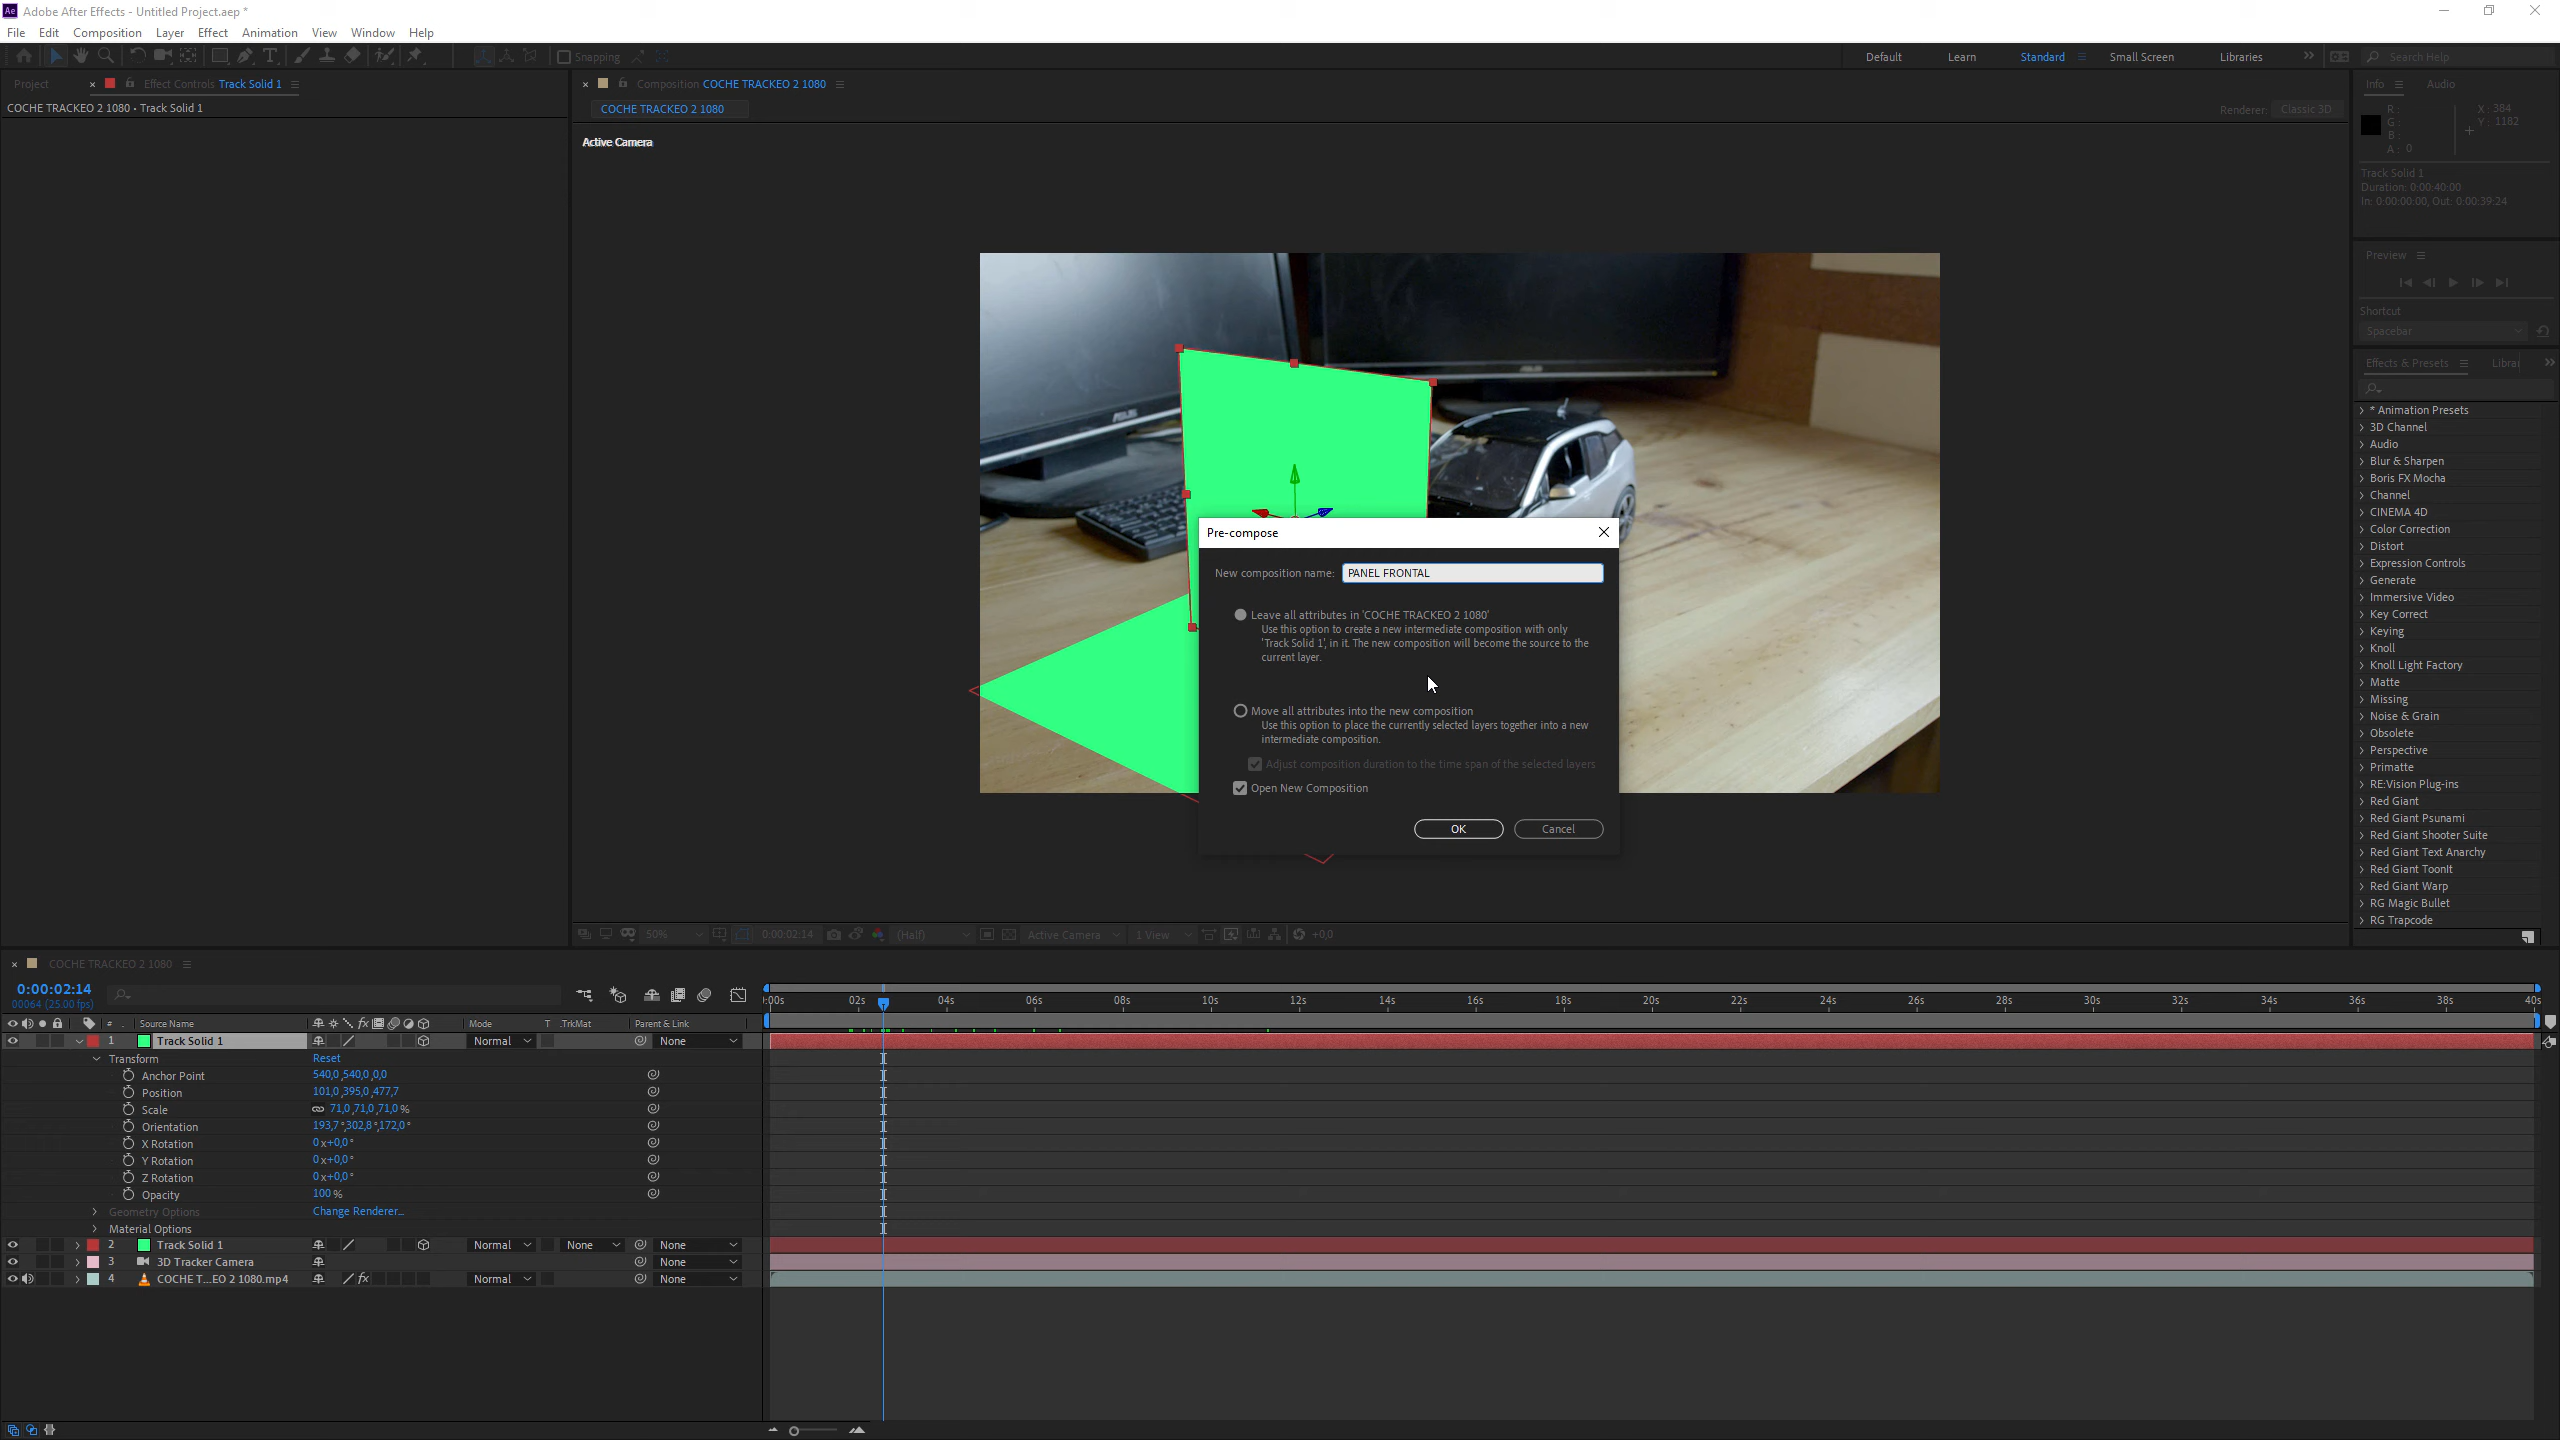 Ae Adobe After Effects - Untitled Project.aep *
File Edit Composition Layer Effect Animation View Window Help
Snapping Default Learn Standard Small Screen Libraries Search Help
Project Effect Controls Track Solid 1
COCHE TRACKEO 2 1080 • Track Solid 1
Composition COCHE TRACKEO 2 1080
COCHE TRACKEO 2 1080
Renderer: Classic 3D
Active Camera
Info Audio
R :
G :
B :
A : 0
X : 384
Y : 1182
Track Solid 1
Duration: 0:00:40:00
In: 0:00:00:00, Out: 0:00:39:24
Preview
Shortcut
Spacebar
Effects & Presets Librar
* Animation Presets
3D Channel
Audio
Blur & Sharpen
Boris FX Mocha
Channel
CINEMA 4D
Color Correction
Distort
Expression Controls
Generate
Immersive Video
Key Correct
Keying
Knoll
Knoll Light Factory
Matte
Missing
Noise & Grain
Obsolete
Perspective
Primatte
RE:Vision Plug-ins
Red Giant
Red Giant Psunami
Red Giant Shooter Suite
Red Giant Text Anarchy
Red Giant ToonIt
Red Giant Warp
RG Magic Bullet
RG Trapcode
Pre-compose
New composition name: PANEL FRONTAL
Leave all attributes in 'COCHE TRACKEO 2 1080'
Use this option to create a new intermediate composition with only
'Track Solid 1', in it. The new composition will become the source to the
current layer.
Move all attributes into the new composition
Use this option to place the currently selected layers together into a new
intermediate composition.
Adjust composition duration to the time span of the selected layers
Open New Composition
OK Cancel
50% 0:00:02:14 (Half) Active Camera 1 View +0,0
COCHE TRACKEO 2 1080
0:00:02:14
00064 (25.00 fps)
:00s 02s 04s 06s 08s 10s 12s 14s 16s 18s 20s 22s 24s 26s 28s 30s 32s 34s 36s 38s 40s
# Source Name fx Mode T .TrkMat Parent & Link
1 Track Solid 1 Normal None
Transform Reset
Anchor Point 540,0 ,540,0 ,0,0
Position 101,0 ,395,0 ,477,7
Scale 71,0 ,71,0 ,71,0 %
Orientation 193,7 ° ,302,8 ° ,172,0 °
X Rotation 0 x +0,0 °
Y Rotation 0 x +0,0 °
Z Rotation 0 x +0,0 °
Opacity 100 %
Geometry Options Change Renderer...
Material Options
2 Track Solid 1 Normal None None
3 3D Tracker Camera None
4 COCHE T...EO 2 1080.mp4 fx Normal None